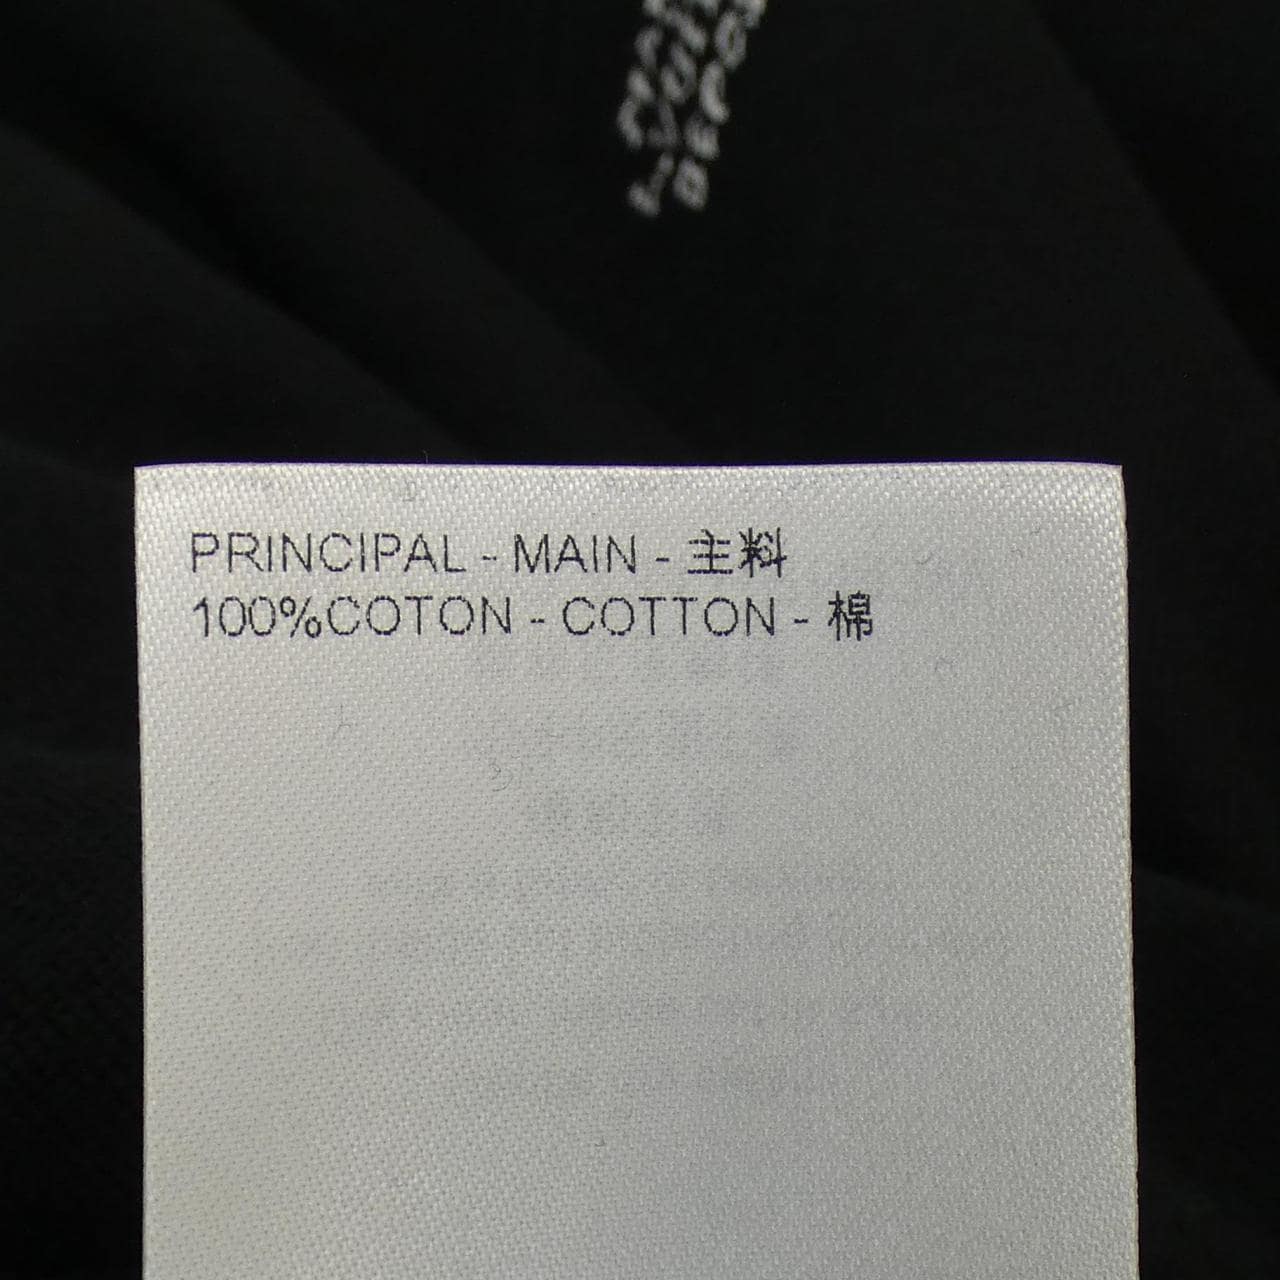 PRINCIPAL - MAIN - 主料
100%COTON - COTTON - 棉